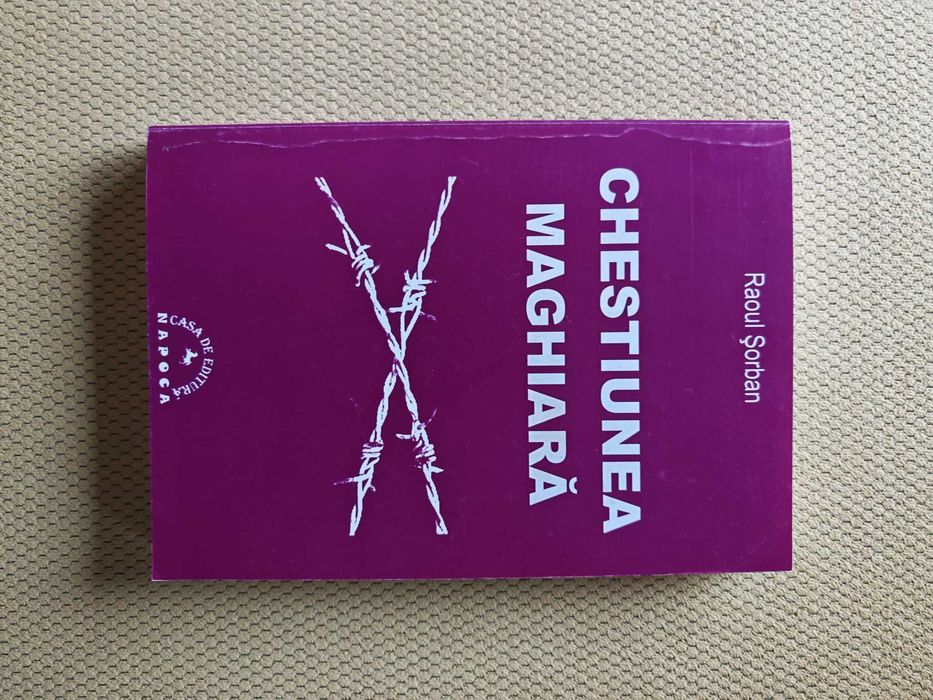 Raoul Şorban
CHESTIUNEA
MAGHIARĂ
CASA DE EDITURĂ
NAPOCA